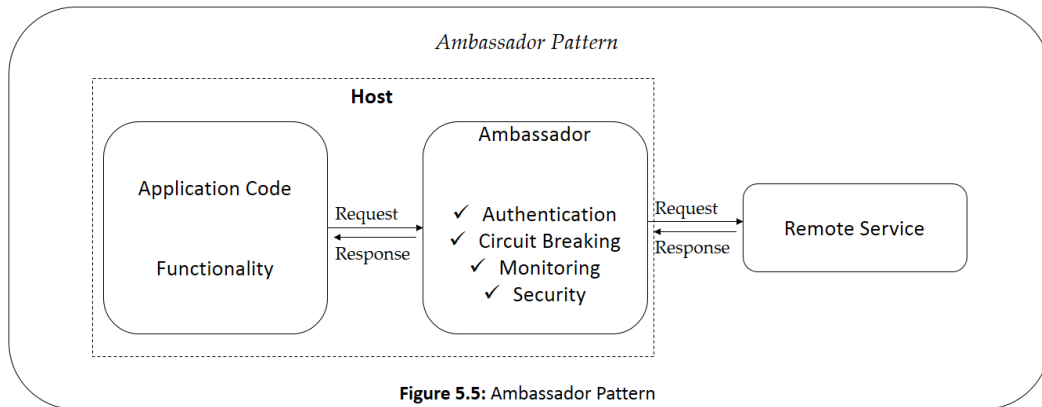 Ambassador Pattern
Host
Application Code
Functionality
Request
Response
Ambassador
✓ Authentication
✓ Circuit Breaking
✓ Monitoring
✓ Security
Request
Response
Remote Service
Figure 5.5: Ambassador Pattern